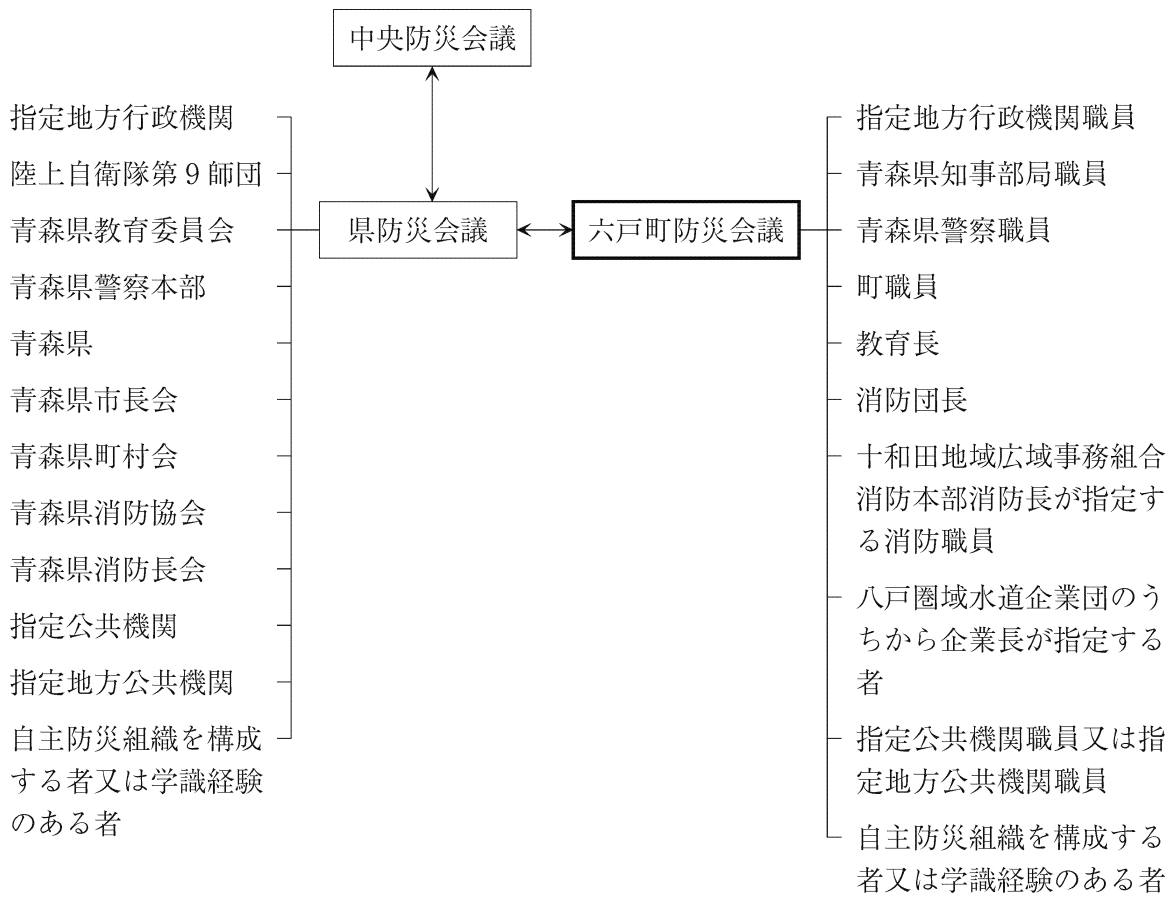 中央防災会議
指定地方行政機関
陸上自衛隊第９師団
青森県教育委員会
青森県警察本部
青森県
青森県市長会
青森県町村会
青森県消防協会
青森県消防長会
指定公共機関
指定地方公共機関
自主防災組織を構成
する者又は学識経験
のある者
県防災会議
六戸町防災会議
指定地方行政機関職員
青森県知事部局職員
青森県警察職員
町職員
教育長
消防団長
十和田地域広域事務組合
消防本部消防長が指定す
る消防職員
八戸圏域水道企業団のう
ちから企業長が指定する
者
指定公共機関職員又は指
定地方公共機関職員
自主防災組織を構成する
者又は学識経験のある者